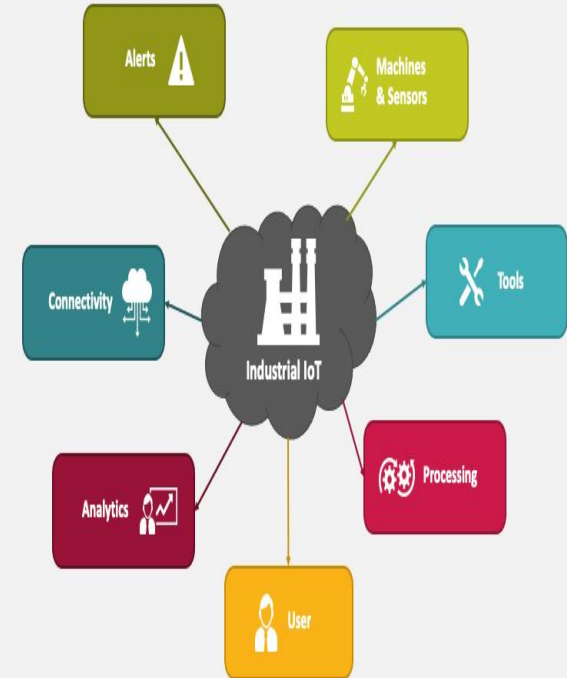 Alerts
Machines
& Sensors
Connectivity
Tools
Industrial IoT
Analytics
Processing
User